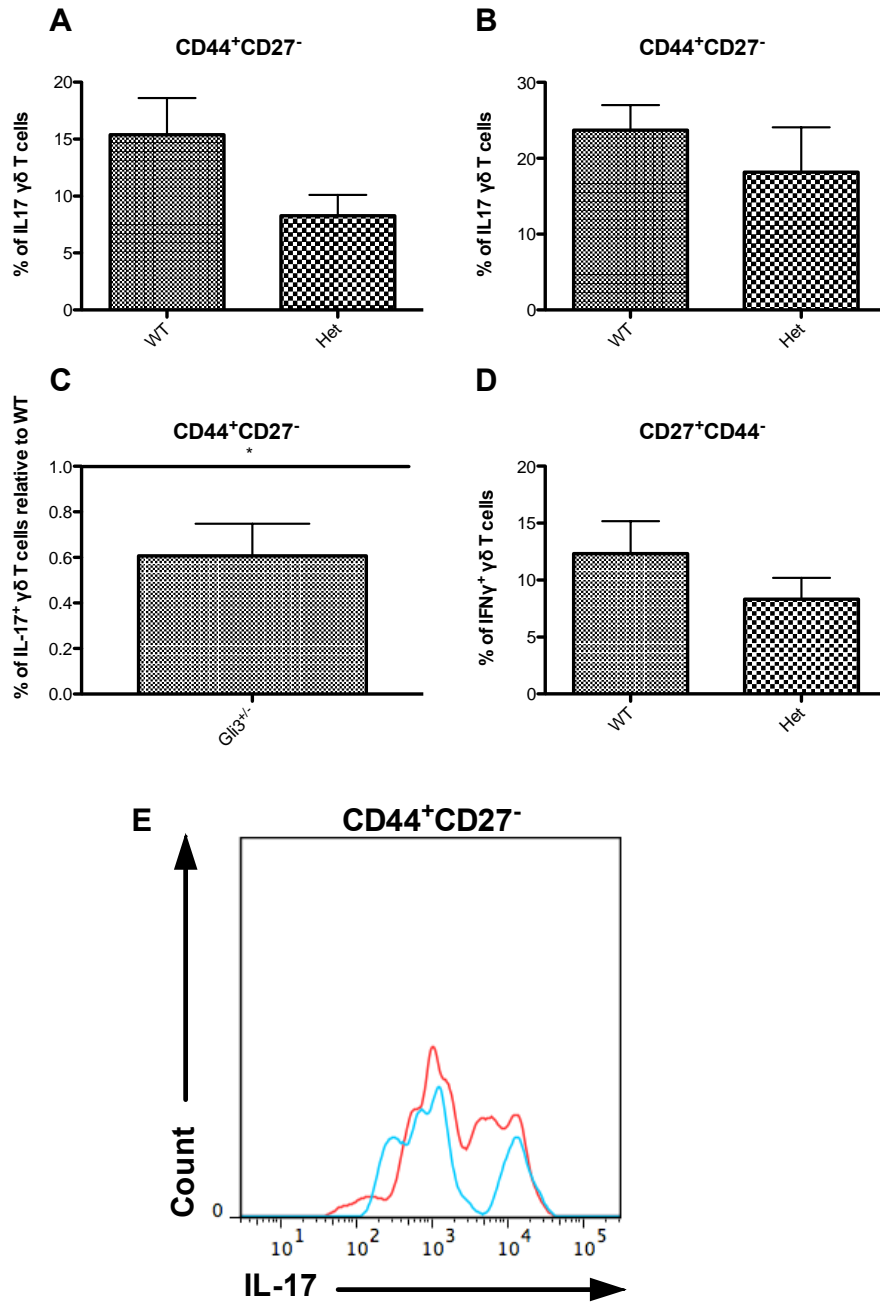 A
CD44⁺CD27⁻
% of IL17 γδ T cells
20
15
10
5
0
WT
Het
B
CD44⁺CD27⁻
% of IL17 γδ T cells
30
20
10
0
WT
Het
C
CD44⁺CD27⁻
*
% of IL-17⁺ γδ T cells relative to WT
1.0
0.8
0.6
0.4
0.2
0.0
Gli3⁺/⁻
D
CD27⁺CD44⁻
% of IFNγ⁺ γδ T cells
20
15
10
5
0
WT
Het
E
CD44⁺CD27⁻
Count
0
10¹ 10² 10³ 10⁴ 10⁵
IL-17